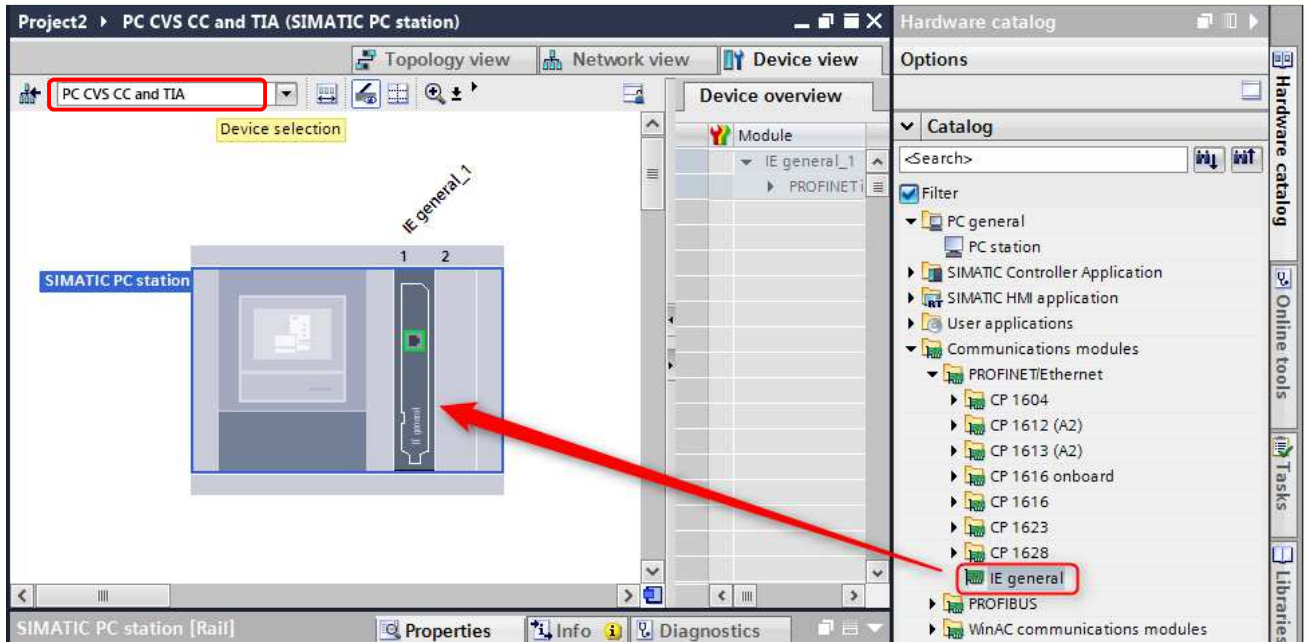 Project2 ▸ PC CVS CC and TIA (SIMATIC PC station)
Topology view
Network view
Device view
PC CVS CC and TIA
Device selection
IE general_1
1 2
SIMATIC PC station
IE general
Device overview
Module
IE general_1
PROFINET i
SIMATIC PC station [Rail]
Properties
Info
Diagnostics
Hardware catalog
Options
Catalog
<Search>
Filter
PC general
PC station
SIMATIC Controller Application
SIMATIC HMI application
User applications
Communications modules
PROFINET/Ethernet
CP 1604
CP 1612 (A2)
CP 1613 (A2)
CP 1616 onboard
CP 1616
CP 1623
CP 1628
IE general
PROFIBUS
WinAC communications modules
Hardware catalog
Online tools
Tasks
Libraries